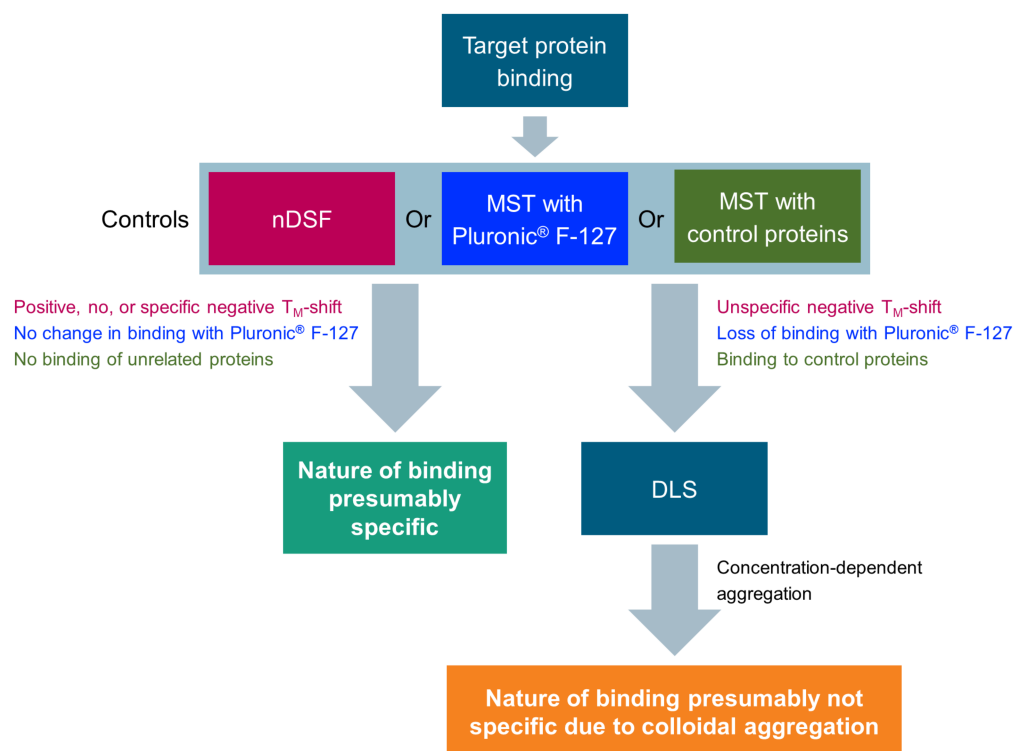 Target protein
binding
Controls
nDSF
Or
MST with
Pluronic® F-127
Or
MST with
control proteins
Positive, no, or specific negative TM-shift
No change in binding with Pluronic® F-127
No binding of unrelated proteins
Unspecific negative TM-shift
Loss of binding with Pluronic® F-127
Binding to control proteins
Nature of binding
presumably
specific
DLS
Concentration-dependent
aggregation
Nature of binding presumably not
specific due to colloidal aggregation